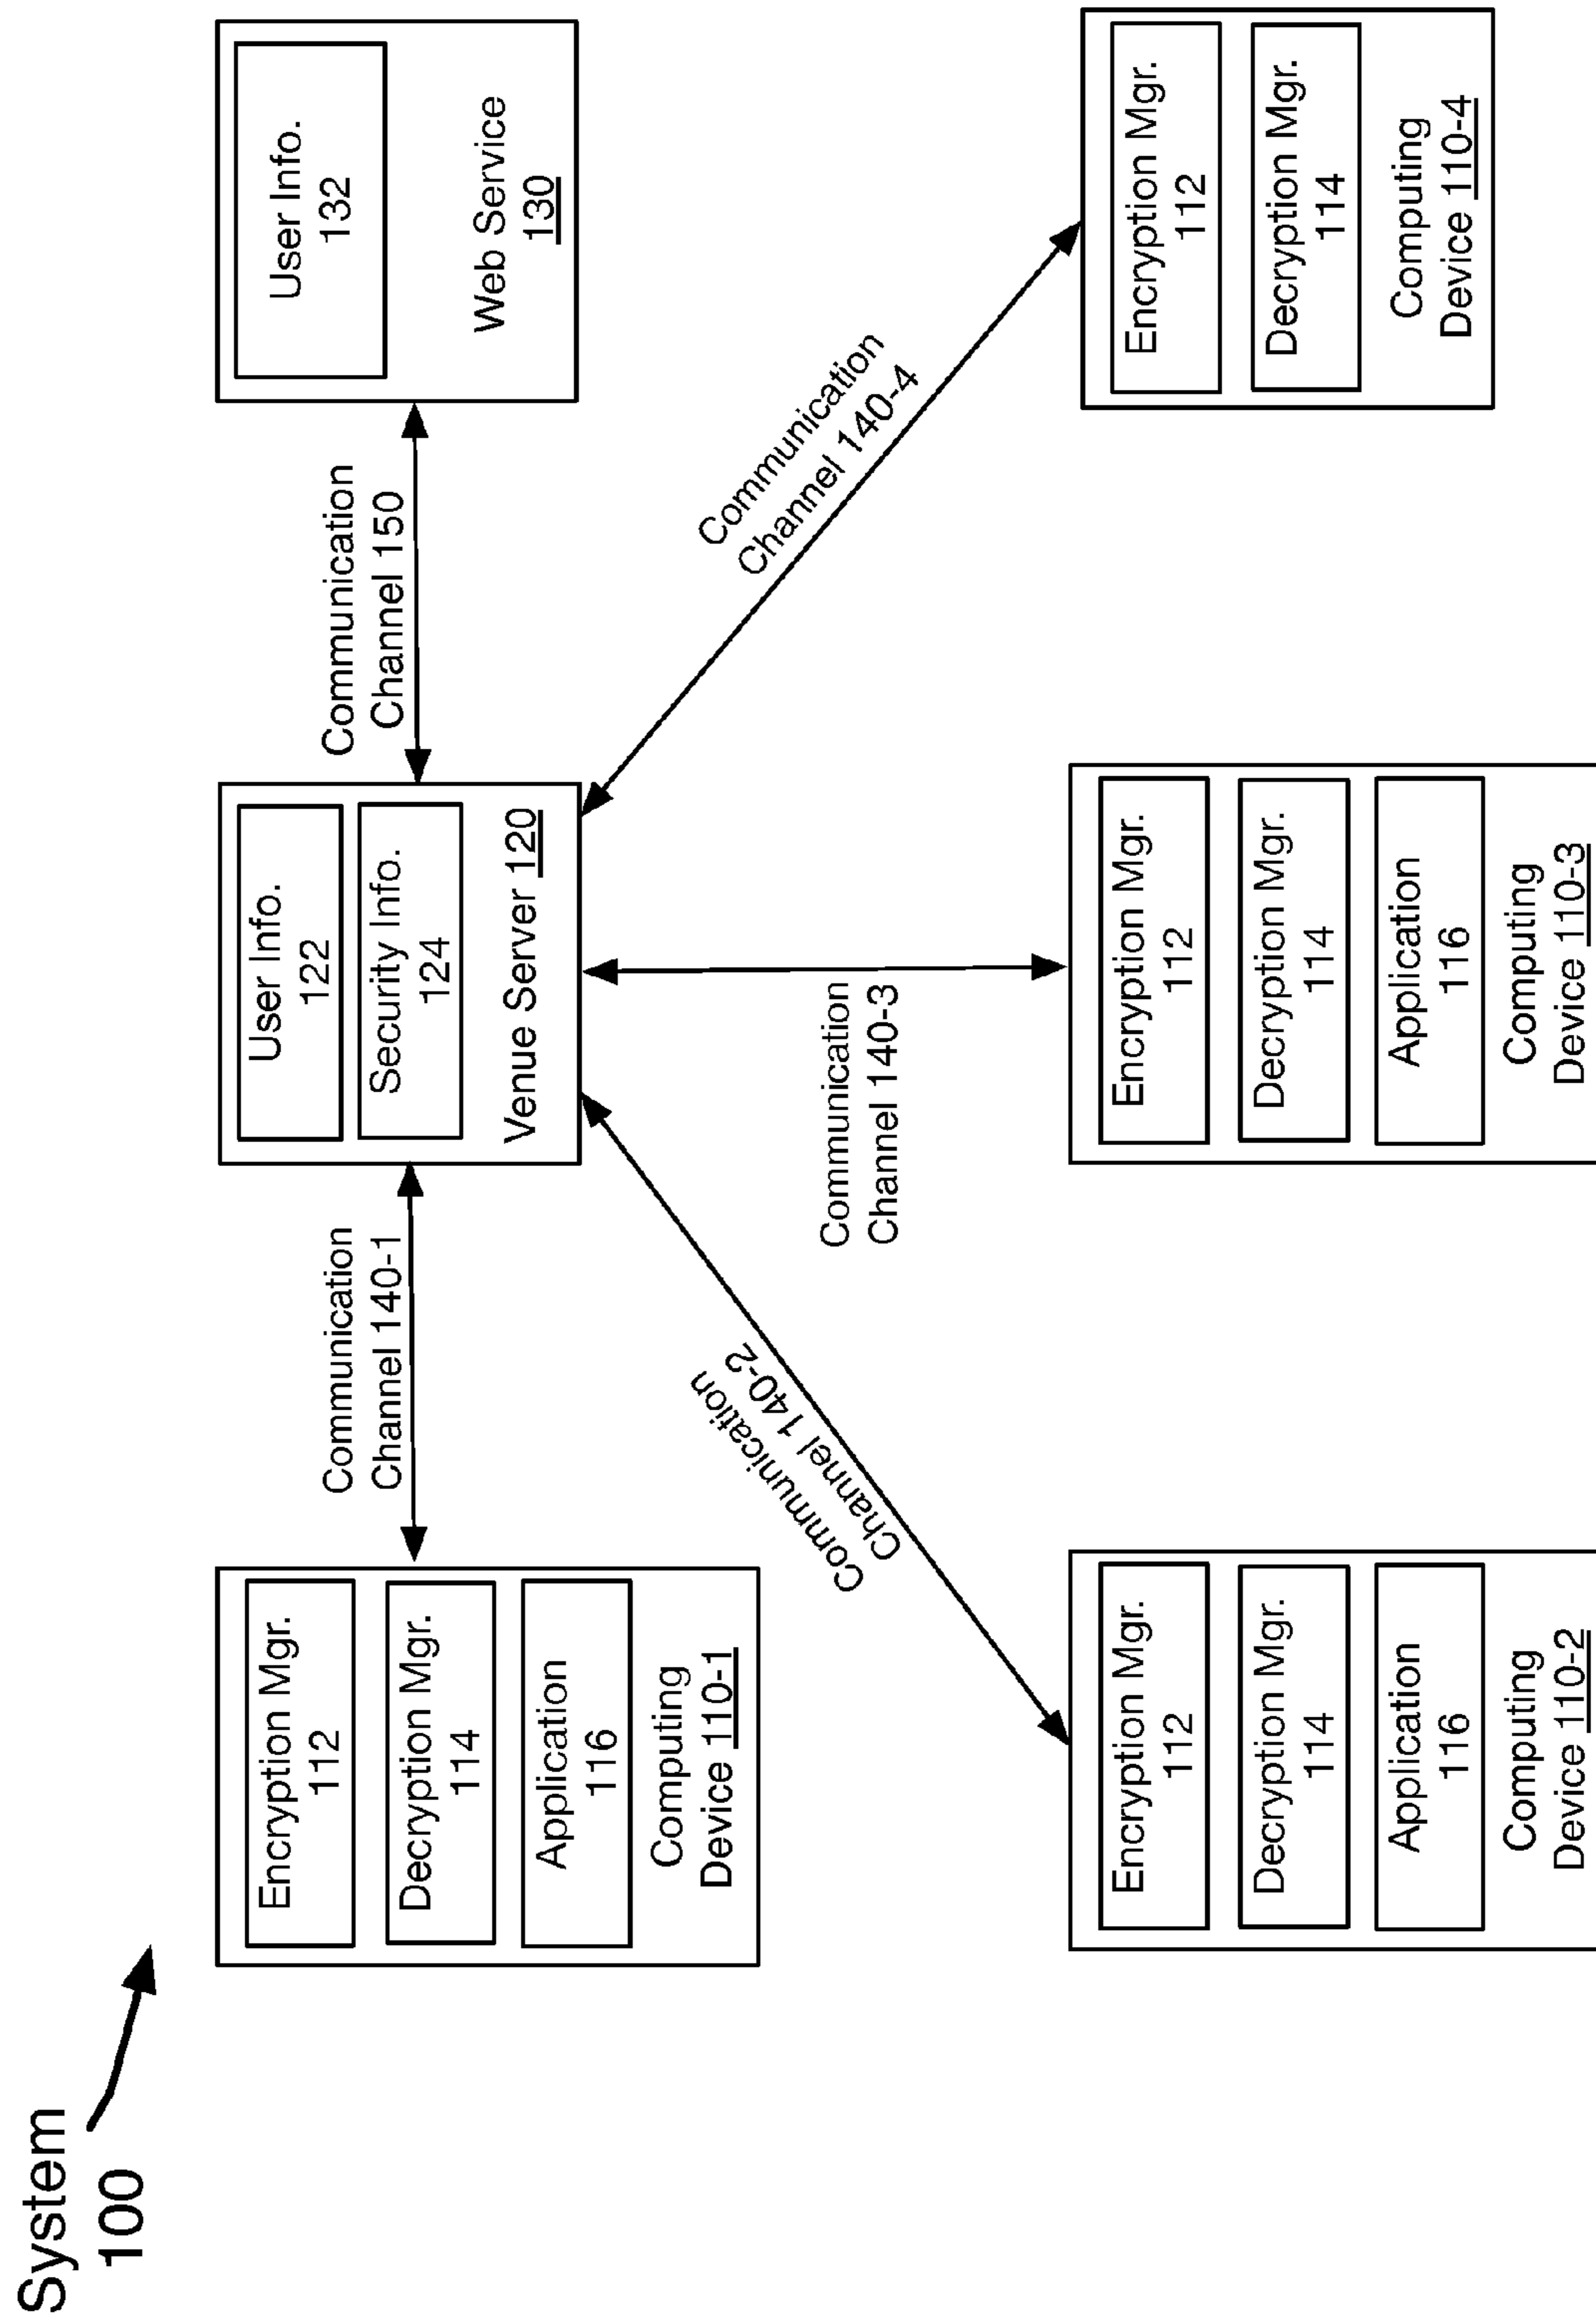 System
100
Encryption Mgr.
112
Decryption Mgr.
114
Application
116
Computing
Device 110-1
Communication
Channel 140-1
User Info.
122
Security Info.
124
Venue Server 120
Communication
Channel 150
User Info.
132
Web Service
130
Communication
Channel 140-2
Communication
Channel 140-3
Communication
Channel 140-4
Encryption Mgr.
112
Decryption Mgr.
114
Application
116
Computing
Device 110-2
Encryption Mgr.
112
Decryption Mgr.
114
Application
116
Computing
Device 110-3
Encryption Mgr.
112
Decryption Mgr.
114
Computing
Device 110-4